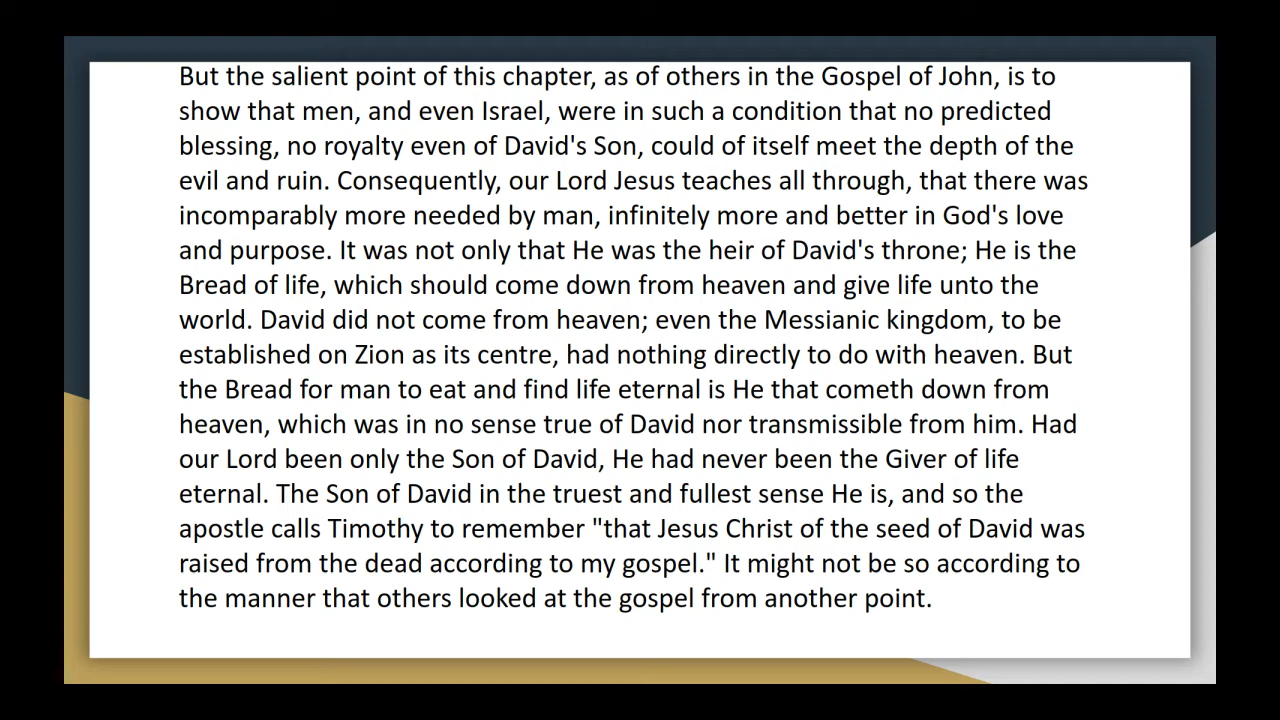 But the salient point of this chapter, as of others in the Gospel of John, is to
show that men, and even Israel, were in such a condition that no predicted
blessing, no royalty even of David's Son, could of itself meet the depth of the
evil and ruin. Consequently, our Lord Jesus teaches all through, that there was
incomparably more needed by man, infinitely more and better in God's love
and purpose. It was not only that He was the heir of David's throne; He is the
Bread of life, which should come down from heaven and give life unto the
world. David did not come from heaven; even the Messianic kingdom, to be
established on Zion as its centre, had nothing directly to do with heaven. But
the Bread for man to eat and find life eternal is He that cometh down from
heaven, which was in no sense true of David nor transmissible from him. Had
our Lord been only the Son of David, He had never been the Giver of life
eternal. The Son of David in the truest and fullest sense He is, and so the
apostle calls Timothy to remember "that Jesus Christ of the seed of David was
raised from the dead according to my gospel." It might not be so according to
the manner that others looked at the gospel from another point.